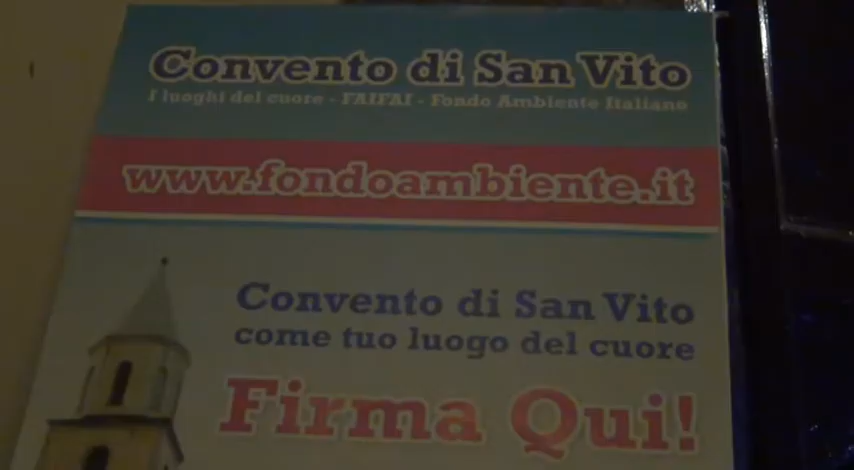 Convento di San Vito
I luoghi del cuore - FAIFAI - Fondo Ambiente Italiano
www.fondoambiente.it
Convento di San Vito
come tuo luogo del cuore
Firma Qui!